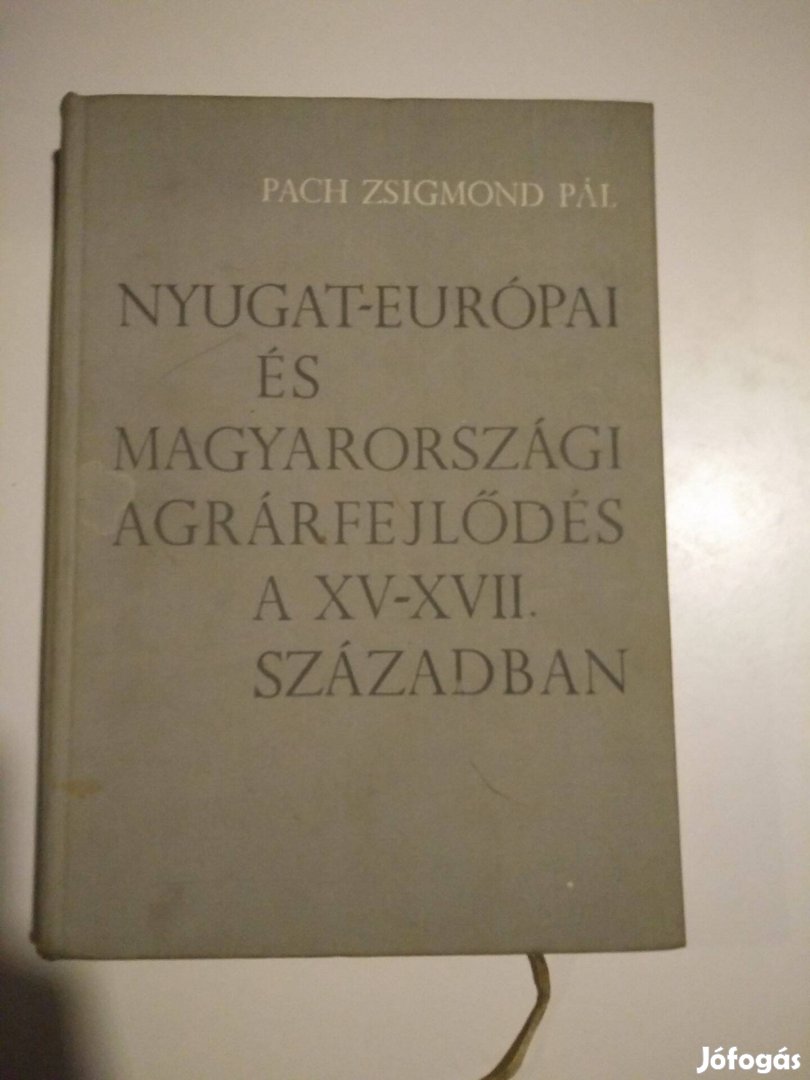 PACH ZSIGMOND PÁL
NYUGAT-EURÓPAI
ÉS
MAGYARORSZÁGI
AGRÁRFEJLŐDÉS
A XV-XVII.
SZÁZADBAN
Jófogás